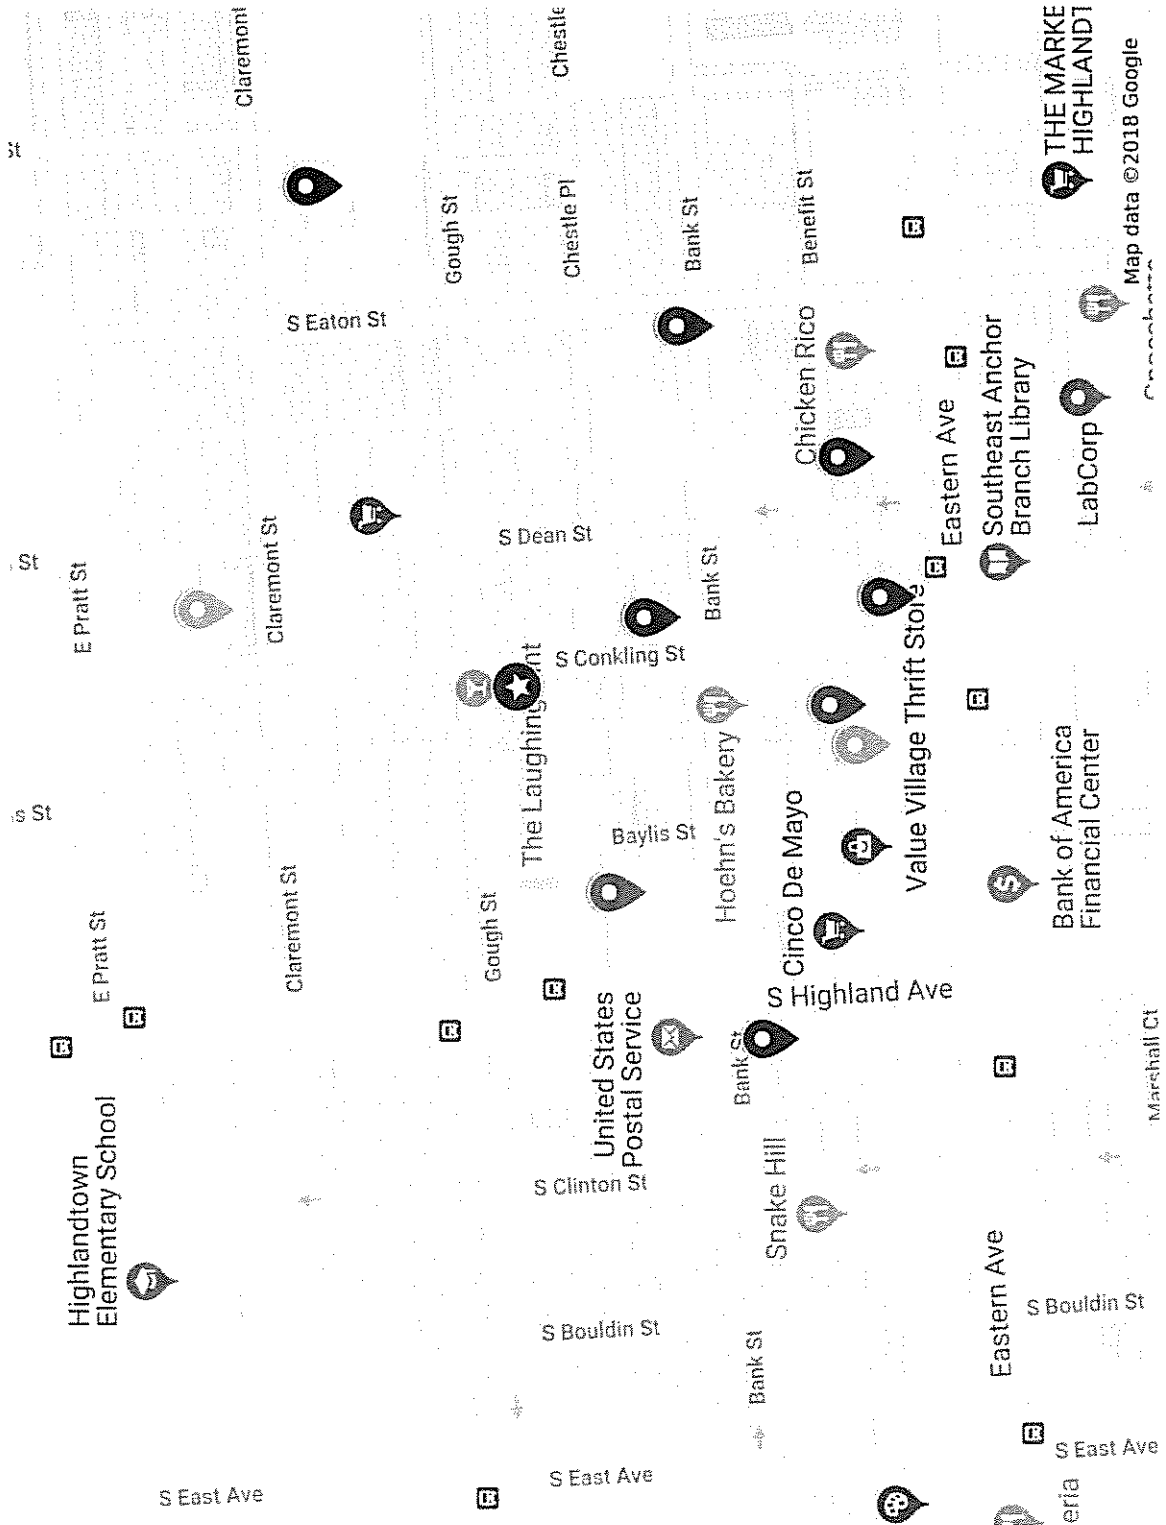 Claremont
Chestle
THE MARKE
HIGHLANDT
Map data ©2018 Google
St
Gough St
Chestle Pl
Bank St
Benefit St
S Eaton St
Chicken Rico
Southeast Anchor
Branch Library
Eastern Ave
LabCorp
S Dean St
St
E Pratt St
Claremont St
Bank St
S Conkling St
The Laughing
nt
Hoehn's Bakery
Value Village Thrift Store
Baylis St
Cinco De Mayo
Bank of America
Financial Center
s St
E Pratt St
Claremont St
Gough St
United States
Postal Service
S Highland Ave
Bank St
Marshall Ct
Highlandtown
Elementary School
S Clinton St
Snake Hill
S Bouldin St
Bank St
Eastern Ave
S Bouldin St
S East Ave
S East Ave
S East Ave
eria